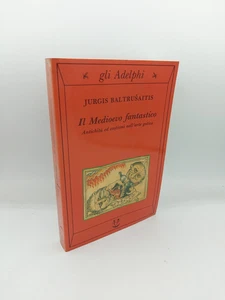 gli Adelphi
JURGIS BALTRUŠAITIS
Il Medioevo fantastico
Antichità ed esotismi nell'arte gotica